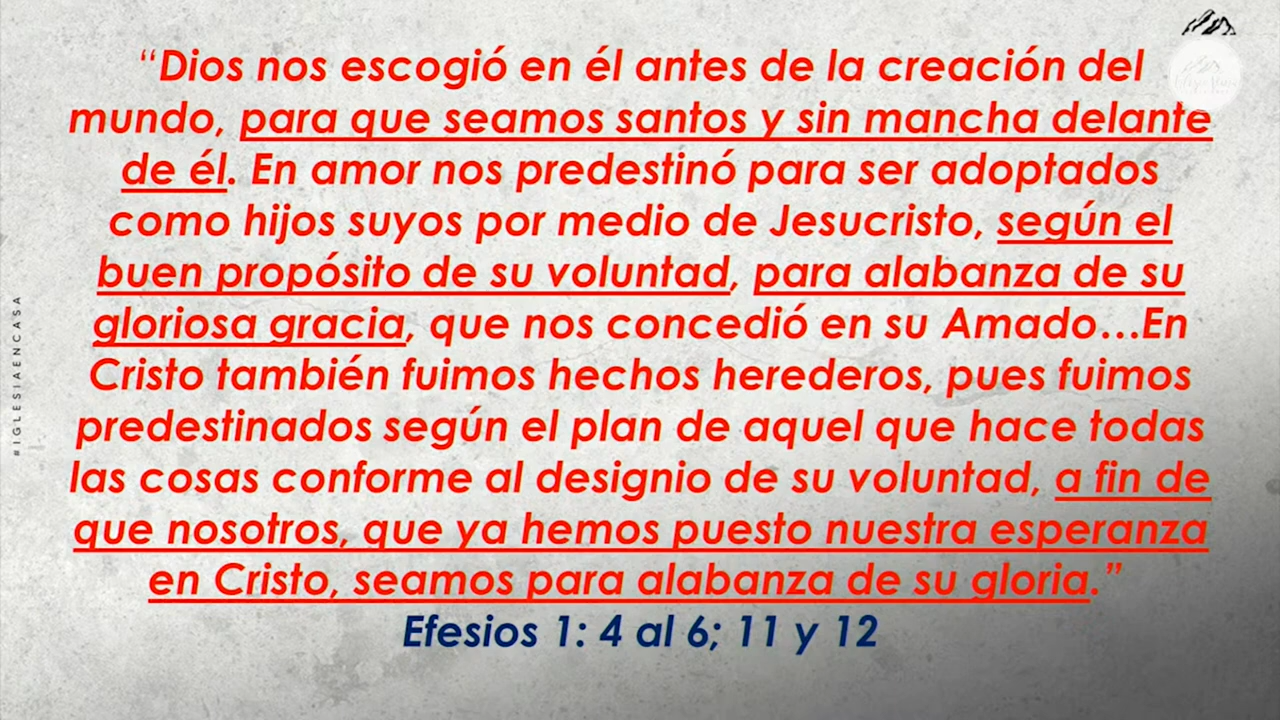 “Dios nos escogió en él antes de la creación del
mundo, para que seamos santos y sin mancha delante
de él. En amor nos predestinó para ser adoptados
como hijos suyos por medio de Jesucristo, según el
buen propósito de su voluntad, para alabanza de su
gloriosa gracia, que nos concedió en su Amado...En
Cristo también fuimos hechos herederos, pues fuimos
predestinados según el plan de aquel que hace todas
las cosas conforme al designio de su voluntad, a fin de
que nosotros, que ya hemos puesto nuestra esperanza
en Cristo, seamos para alabanza de su gloria.”
Efesios 1: 4 al 6; 11 y 12
#IGLESIAENCASA